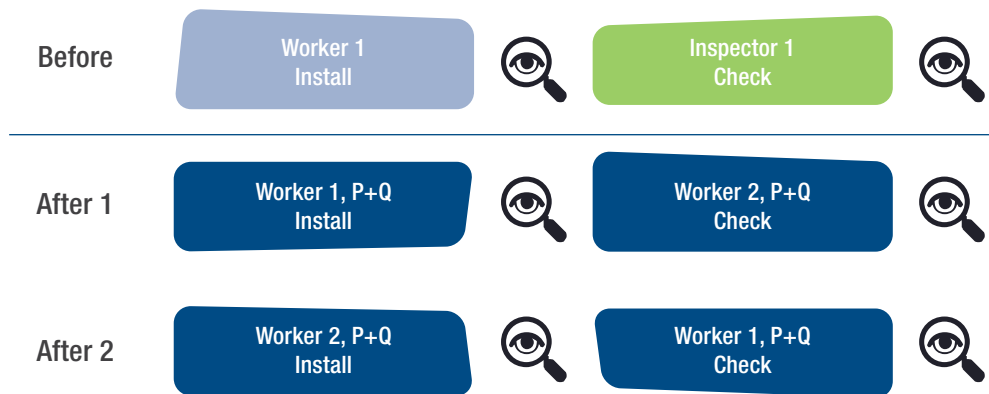 Before
Worker 1
Install
Inspector 1
Check
After 1
Worker 1, P+Q
Install
Worker 2, P+Q
Check
After 2
Worker 2, P+Q
Install
Worker 1, P+Q
Check